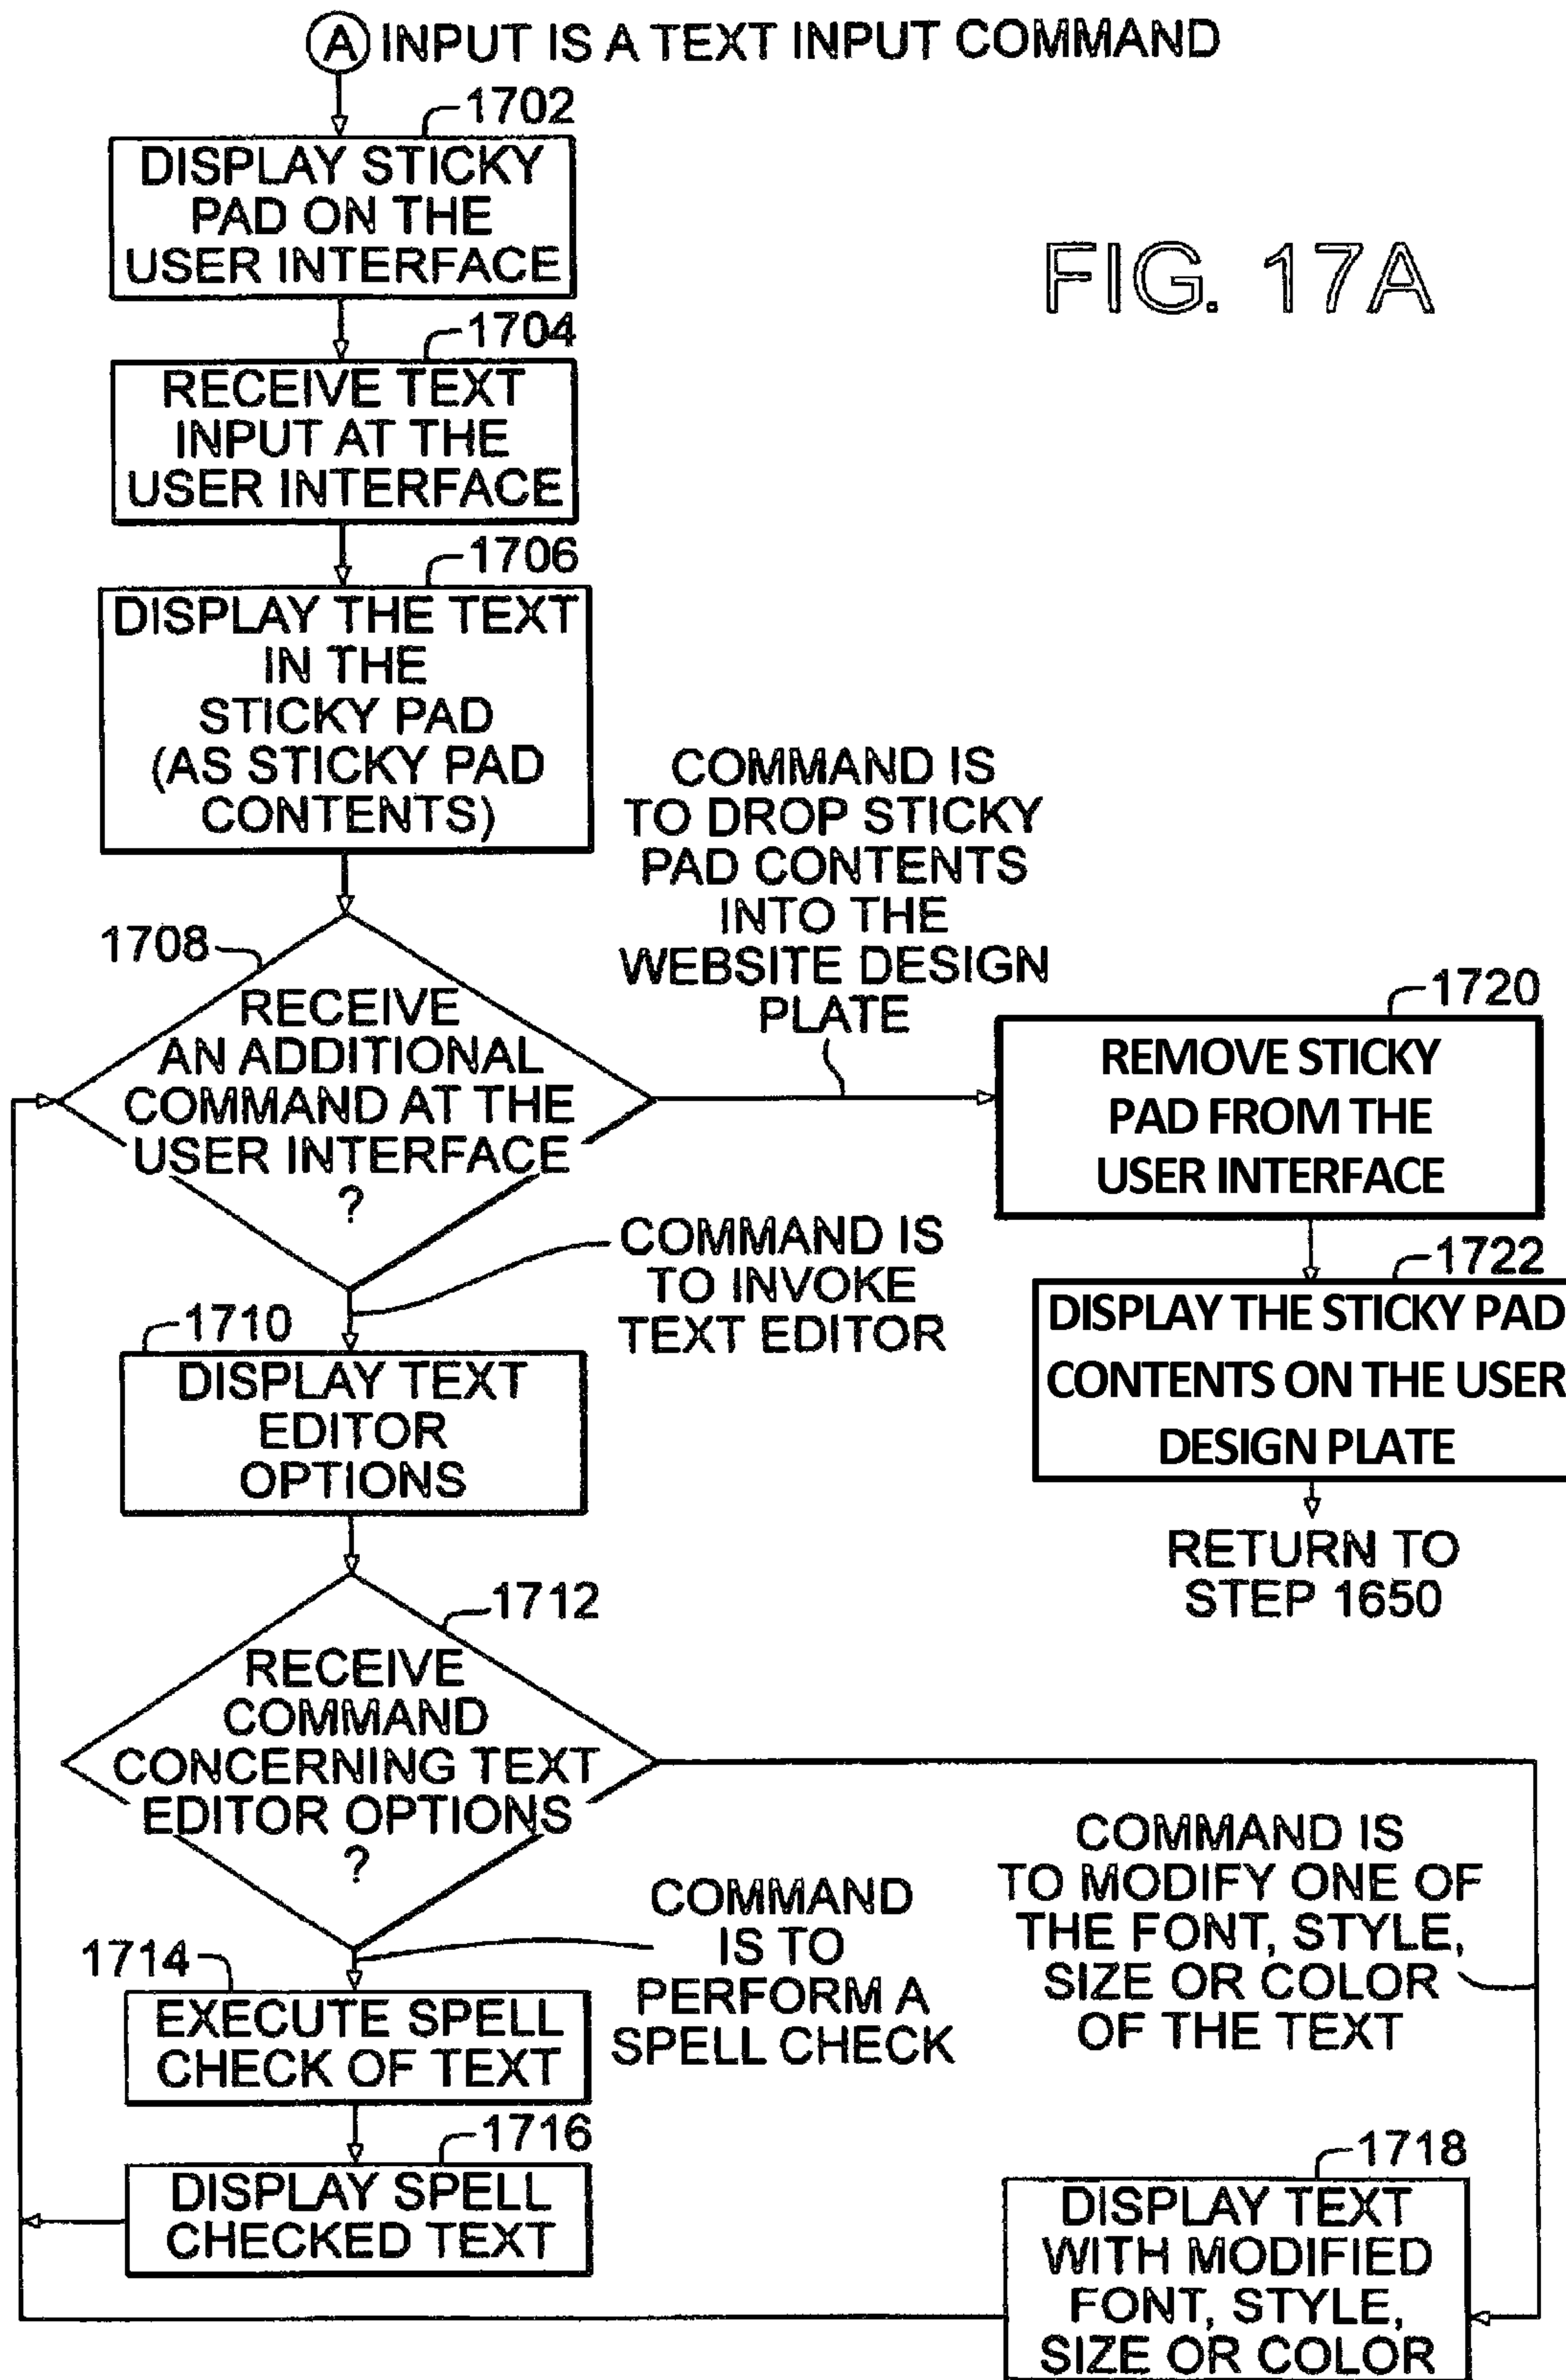 A INPUT IS A TEXT INPUT COMMAND
1702
DISPLAY STICKY
PAD ON THE
USER INTERFACE
FIG. 17A
1704
RECEIVE TEXT
INPUT AT THE
USER INTERFACE
1706
DISPLAY THE TEXT
IN THE
STICKY PAD
(AS STICKY PAD
CONTENTS)
COMMAND IS
TO DROP STICKY
PAD CONTENTS
INTO THE
WEBSITE DESIGN
PLATE
1708
RECEIVE
AN ADDITIONAL
COMMAND AT THE
USER INTERFACE
?
1720
REMOVE STICKY
PAD FROM THE
USER INTERFACE
COMMAND IS
TO INVOKE
TEXT EDITOR
1722
DISPLAY THE STICKY PAD
CONTENTS ON THE USER
DESIGN PLATE
RETURN TO
STEP 1650
1710
DISPLAY TEXT
EDITOR
OPTIONS
1712
RECEIVE
COMMAND
CONCERNING TEXT
EDITOR OPTIONS
?
COMMAND
IS TO
PERFORM A
SPELL CHECK
COMMAND IS
TO MODIFY ONE OF
THE FONT, STYLE,
SIZE OR COLOR
OF THE TEXT
1714
EXECUTE SPELL
CHECK OF TEXT
1716
DISPLAY SPELL
CHECKED TEXT
1718
DISPLAY TEXT
WITH MODIFIED
FONT, STYLE,
SIZE OR COLOR